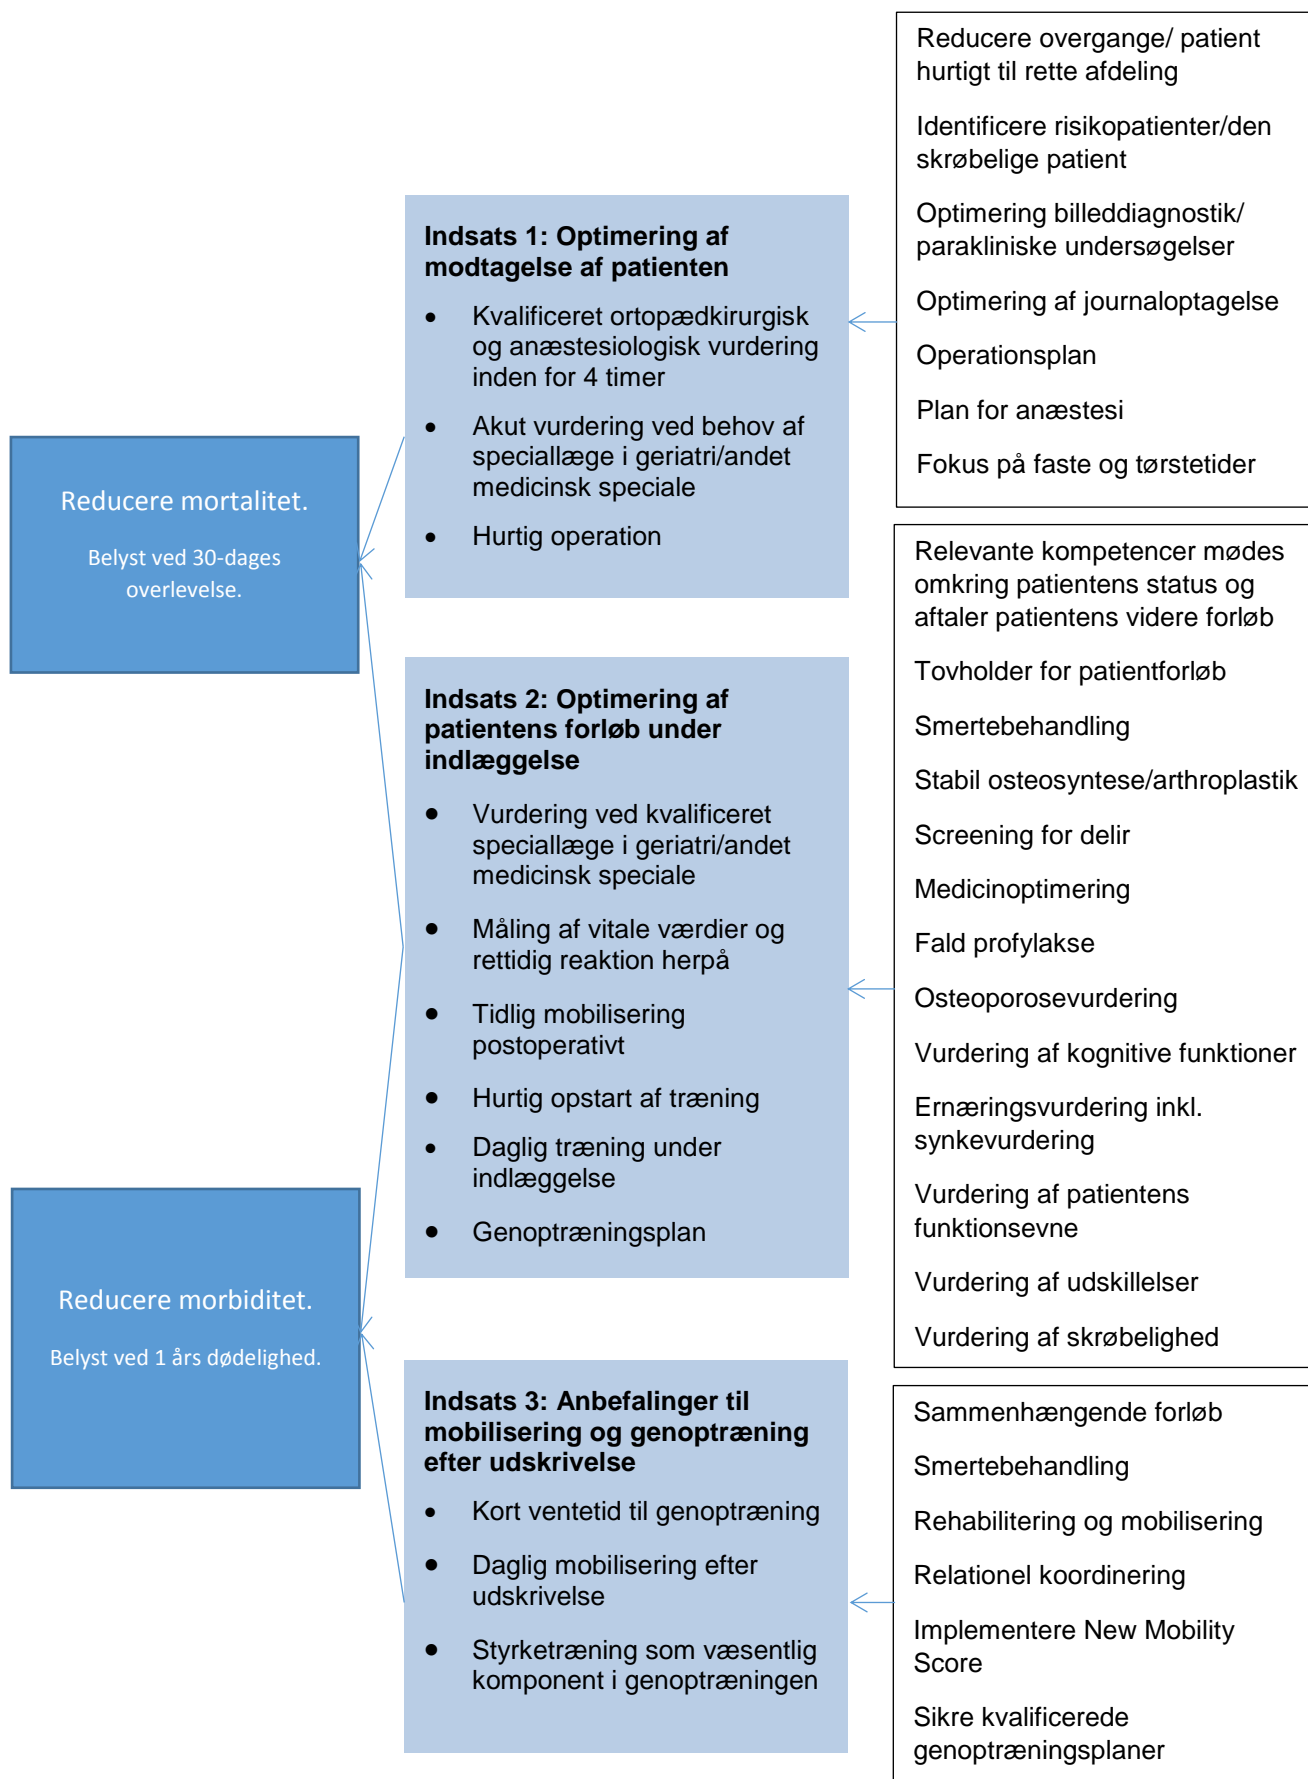 Reducere mortalitet.
Belyst ved 30-dages
overlevelse.
Reducere morbiditet.
Belyst ved 1 års dødelighed.
Indsats 1: Optimering af
modtagelse af patienten
• Kvalificeret ortopædkirurgisk
og anæstesiologisk vurdering
inden for 4 timer
• Akut vurdering ved behov af
speciallæge i geriatri/andet
medicinsk speciale
• Hurtig operation
Indsats 2: Optimering af
patientens forløb under
indlæggelse
• Vurdering ved kvalificeret
speciallæge i geriatri/andet
medicinsk speciale
• Måling af vitale værdier og
rettidig reaktion herpå
• Tidlig mobilisering
postoperativt
• Hurtig opstart af træning
• Daglig træning under
indlæggelse
• Genoptræningsplan
Indsats 3: Anbefalinger til
mobilisering og genoptræning
efter udskrivelse
• Kort ventetid til genoptræning
• Daglig mobilisering efter
udskrivelse
• Styrketræning som væsentlig
komponent i genoptræningen
Reducere overgange/ patient
hurtigt til rette afdeling
Identificere risikopatienter/den
skrøbelige patient
Optimering billeddiagnostik/
parakliniske undersøgelser
Optimering af journaloptagelse
Operationsplan
Plan for anæstesi
Fokus på faste og tørstetider
Relevante kompetencer mødes
omkring patientens status og
aftaler patientens videre forløb
Tovholder for patientforløb
Smertebehandling
Stabil osteosyntese/arthroplastik
Screening for delir
Medicinoptimering
Fald profylakse
Osteoporosevurdering
Vurdering af kognitive funktioner
Ernæringsvurdering inkl.
synkevurdering
Vurdering af patientens
funktionsevne
Vurdering af udskillelser
Vurdering af skrøbelighed
Sammenhængende forløb
Smertebehandling
Rehabilitering og mobilisering
Relationel koordinering
Implementere New Mobility
Score
Sikre kvalificerede
genoptræningsplaner